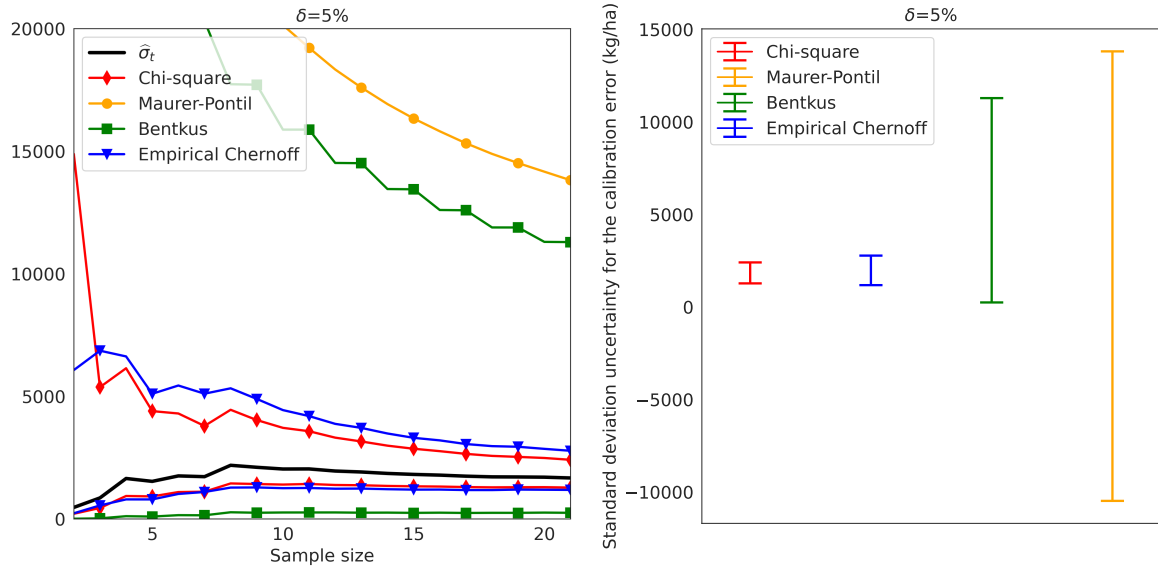 δ=5%
20000
15000
10000
5000
0
5
10
15
20
Sample size
σ̂ₜ
Chi-square
Maurer-Pontil
Bentkus
Empirical Chernoff
δ=5%
Standard deviation uncertainty for the calibration error (kg/ha)
15000
10000
5000
0
−5000
−10000
Chi-square
Maurer-Pontil
Bentkus
Empirical Chernoff